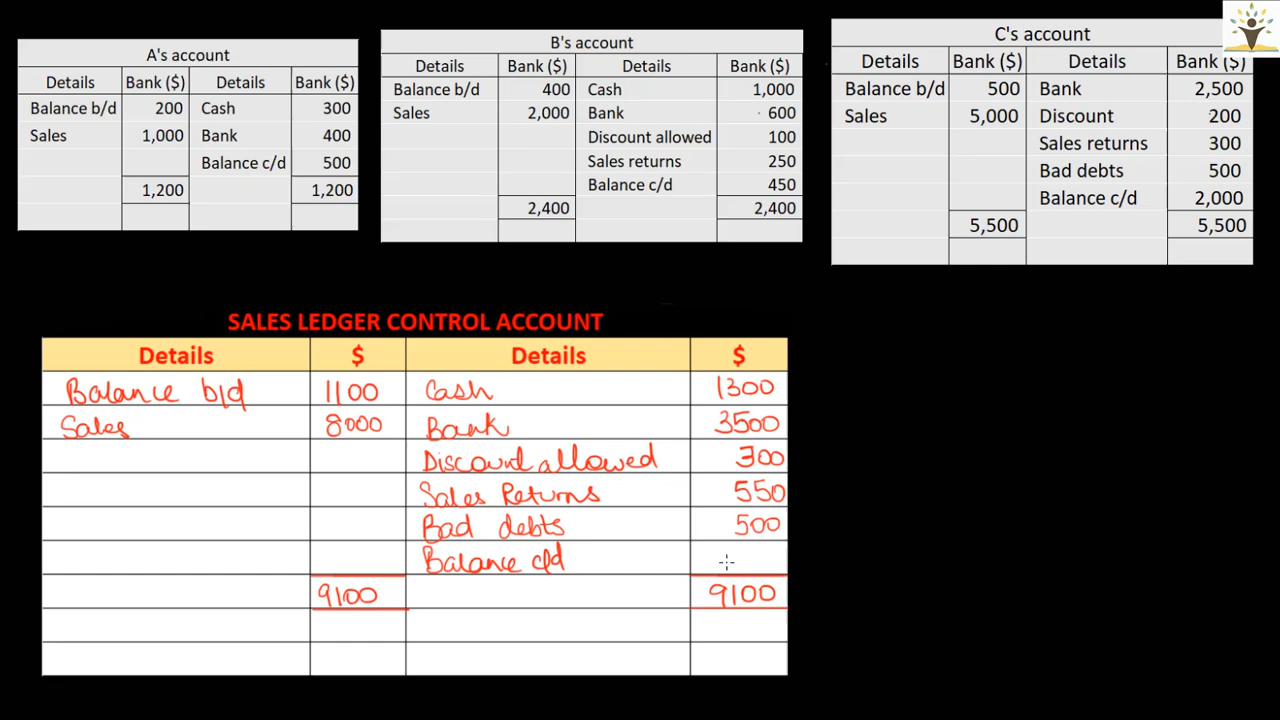 A's account
Details Bank ($) Details Bank ($)
Balance b/d 200 Cash 300
Sales 1,000 Bank 400
Balance c/d 500
1,200 1,200
B's account
Details Bank ($) Details Bank ($)
Balance b/d 400 Cash 1,000
Sales 2,000 Bank 600
Discount allowed 100
Sales returns 250
Balance c/d 450
2,400 2,400
C's account
Details Bank ($) Details Bank ($)
Balance b/d 500 Bank 2,500
Sales 5,000 Discount 200
Sales returns 300
Bad debts 500
Balance c/d 2,000
5,500 5,500
SALES LEDGER CONTROL ACCOUNT
Details $ Details $
Balance b/d 1100 Cash 1300
Sales 8000 Bank 3500
Discount allowed 300
Sales Returns 550
Bad debts 500
Balance c/d
9100 9100